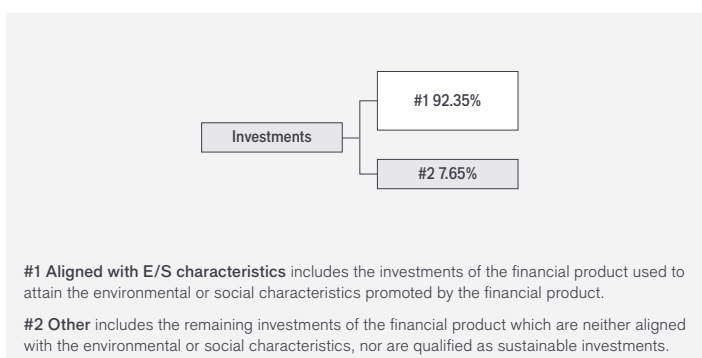 #1 92.35%
Investments
#2 7.65%
#1 Aligned with E/S characteristics includes the investments of the financial product used to
attain the environmental or social characteristics promoted by the financial product.
#2 Other includes the remaining investments of the financial product which are neither aligned
with the environmental or social characteristics, nor are qualified as sustainable investments.